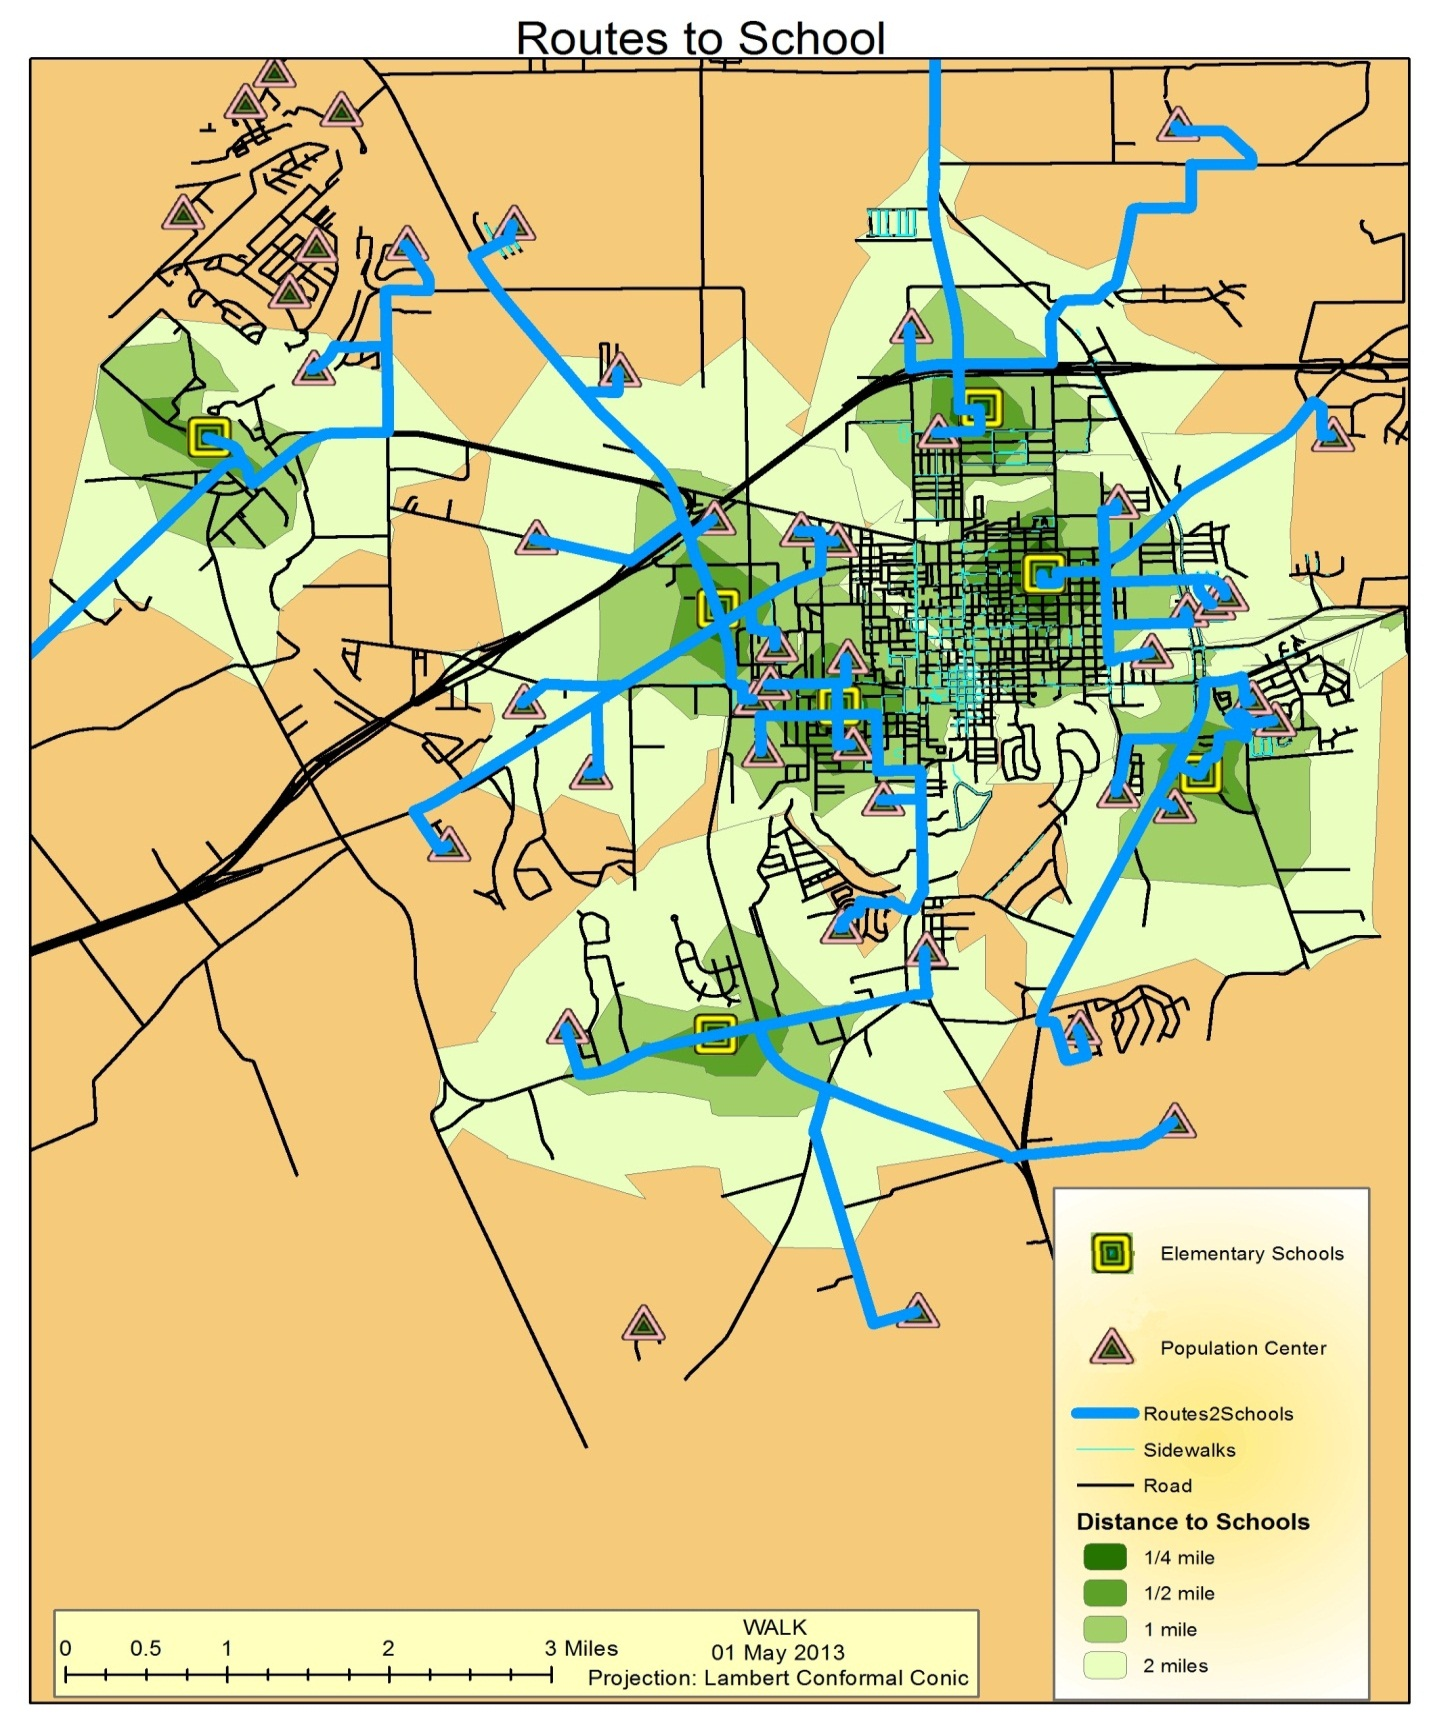 Routes to School
Elementary Schools
Population Center
Routes2Schools
Sidewalks
Road
Distance to Schools
1/4 mile
1/2 mile
1 mile
2 miles
0 0.5 1 2 3 Miles
WALK
01 May 2013
Projection: Lambert Conformal Conic